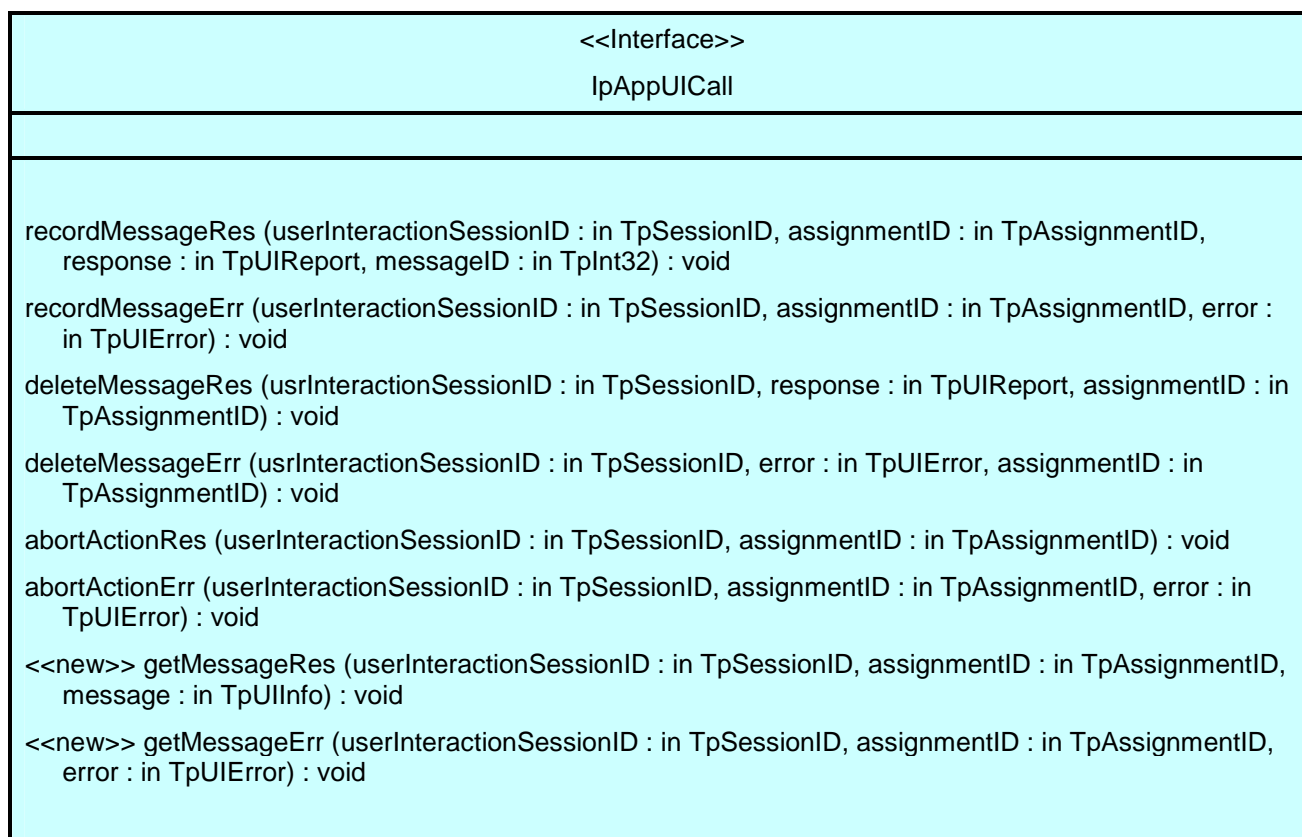 <<Interface>>
IpAppUICall
recordMessageRes (userInteractionSessionID : in TpSessionID, assignmentID : in TpAssignmentID,
response : in TpUIReport, messageID : in TpInt32) : void
recordMessageErr (userInteractionSessionID : in TpSessionID, assignmentID : in TpAssignmentID, error :
in TpUIError) : void
deleteMessageRes (usrInteractionSessionID : in TpSessionID, response : in TpUIReport, assignmentID : in
TpAssignmentID) : void
deleteMessageErr (usrInteractionSessionID : in TpSessionID, error : in TpUIError, assignmentID : in
TpAssignmentID) : void
abortActionRes (userInteractionSessionID : in TpSessionID, assignmentID : in TpAssignmentID) : void
abortActionErr (userInteractionSessionID : in TpSessionID, assignmentID : in TpAssignmentID, error : in
TpUIError) : void
<<new>> getMessageRes (userInteractionSessionID : in TpSessionID, assignmentID : in TpAssignmentID,
message : in TpUIInfo) : void
<<new>> getMessageErr (userInteractionSessionID : in TpSessionID, assignmentID : in TpAssignmentID,
error : in TpUIError) : void